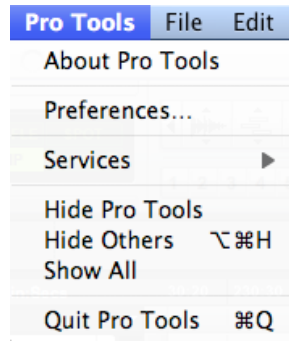 Pro Tools File Edit
About Pro Tools
Preferences...
Services
Hide Pro Tools
Hide Others ⌥⌘H
Show All
Quit Pro Tools ⌘Q